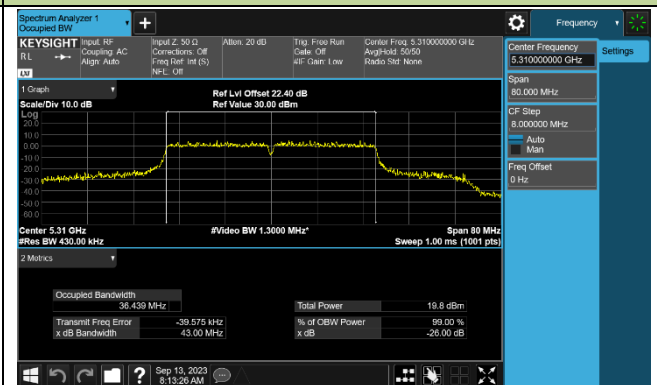 Spectrum Analyzer 1
Occupied BW
Frequency
KEYSIGHT
RL
LXI
Input: RF
Coupling: AC
Align: Auto
Input Z: 50 Ω
Corrections: Off
Freq Ref: Int (S)
NFE: Off
Atten: 20 dB
Trig: Free Run
Gate: Off
#IF Gain: Low
Center Freq: 5.310000000 GHz
Avg|Hold: 50/50
Radio Std: None
Center Frequency
5.310000000 GHz
Settings
Span
80.000 MHz
CF Step
8.000000 MHz
Auto
Man
Freq Offset
0 Hz
1 Graph
Scale/Div 10.0 dB
Ref Lvl Offset 22.40 dB
Ref Value 30.00 dBm
Log
20.0
10.0
0.00
-10.0
-20.0
-30.0
-40.0
-50.0
-60.0
Center 5.31 GHz
#Video BW 1.3000 MHz*
Span 80 MHz
#Res BW 430.00 kHz
Sweep 1.00 ms (1001 pts)
2 Metrics
Occupied Bandwidth
36.439 MHz
Total Power 19.8 dBm
Transmit Freq Error -39.575 kHz
% of OBW Power 99.00 %
x dB Bandwidth 43.00 MHz
x dB -26.00 dB
Sep 13, 2023
8:13:26 AM